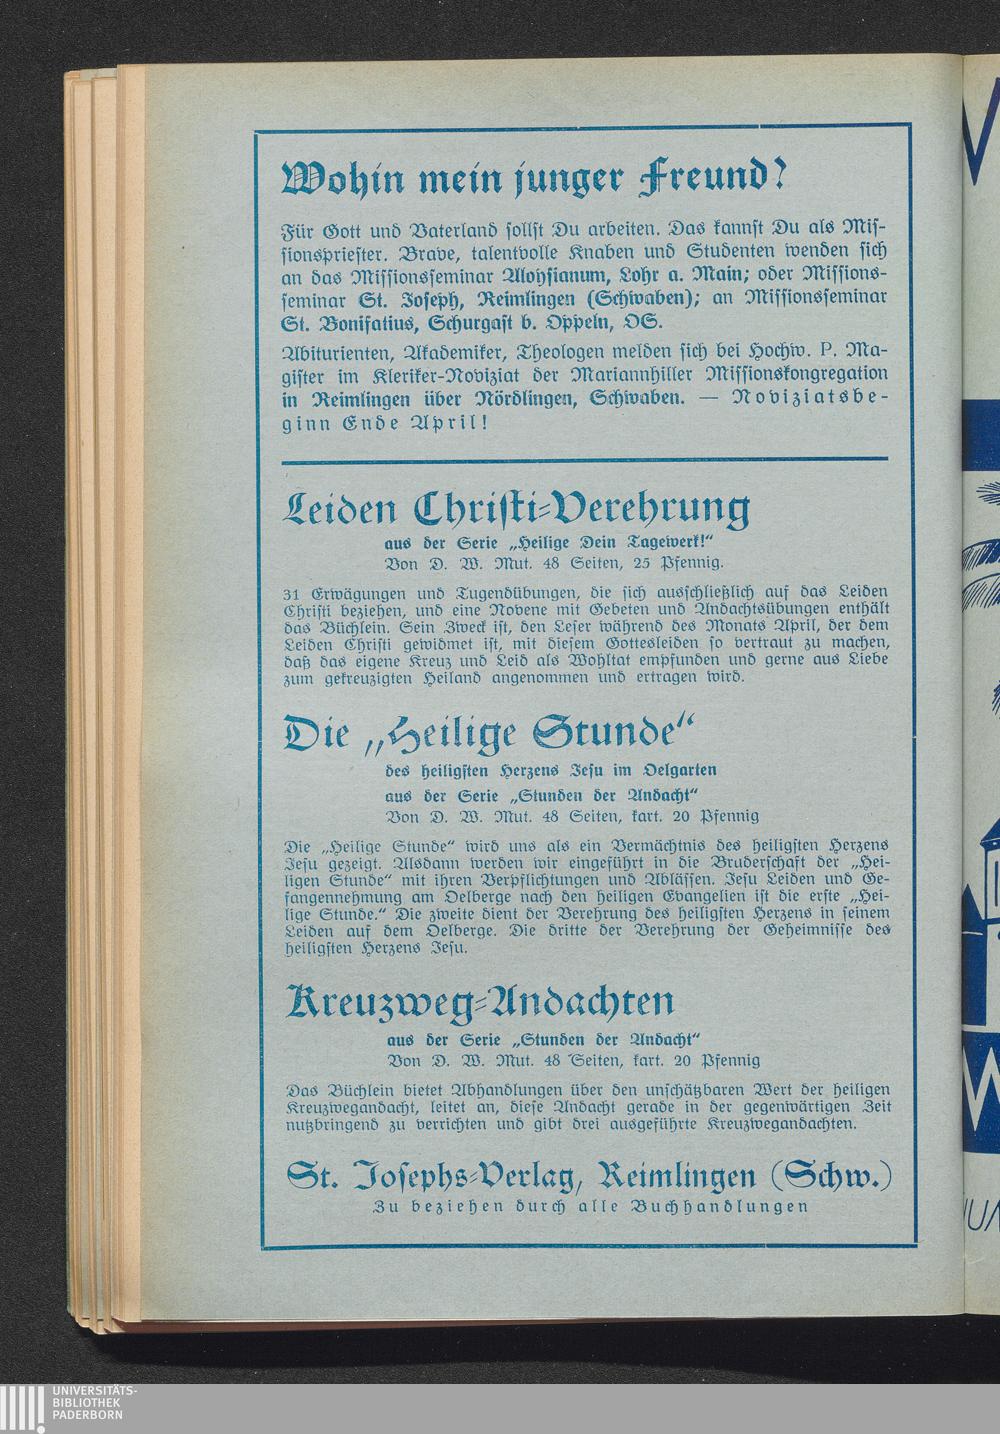 Wohin mein junger Freund?
Für Gott und Vaterland sollst Du arbeiten. Das kannst Du als Mis-
sionspriester. Brave, talentvolle Knaben und Studenten wenden sich
an das Missionsseminar Aloysianum, Lohr a. Main; oder Missions-
seminar St. Joseph, Reimlingen (Schwaben); an Missionsseminar
St. Bonifatius, Schurgast b. Oppeln, OS.
Abiturienten, Akademiker, Theologen melden sich bei Hochw. P. Ma-
gister im Kleriker-Noviziat der Mariannhiller Missionskongregation
in Reimlingen über Nördlingen, Schwaben. — Noviziatsbe-
ginn Ende April!
Leiden Christi-Verehrung
aus der Serie „Heilige Dein Tagewerk!“
Von D. W. Mut. 48 Seiten, 25 Pfennig.
31 Erwägungen und Tugendübungen, die sich ausschließlich auf das Leiden
Christi beziehen, und eine Novene mit Gebeten und Andachtsübungen enthält
das Büchlein. Sein Zweck ist, den Leser während des Monats April, der dem
Leiden Christi gewidmet ist, mit diesem Gottesleiden so vertraut zu machen,
daß das eigene Kreuz und Leid als Wohltat empfunden und gerne aus Liebe
zum gekreuzigten Heiland angenommen und ertragen wird.
Die „Heilige Stunde“
des heiligsten Herzens Jesu im Oelgarten
aus der Serie „Stunden der Andacht“
Von D. W. Mut. 48 Seiten, kart. 20 Pfennig
Die „Heilige Stunde“ wird uns als ein Vermächtnis des heiligsten Herzens
Jesu gezeigt. Alsdann werden wir eingeführt in die Bruderschaft der „Hei-
ligen Stunde“ mit ihren Verpflichtungen und Ablässen. Jesu Leiden und Ge-
fangennehmung am Oelberge nach den heiligen Evangelien ist die erste „Hei-
lige Stunde.“ Die zweite dient der Verehrung des heiligsten Herzens in seinem
Leiden auf dem Oelberge. Die dritte der Verehrung der Geheimnisse des
heiligsten Herzens Jesu.
Kreuzweg-Andachten
aus der Serie „Stunden der Andacht“
Von D. W. Mut. 48 Seiten, kart. 20 Pfennig
Das Büchlein bietet Abhandlungen über den unschätzbaren Wert der heiligen
Kreuzwegandacht, leitet an, diese Andacht gerade in der gegenwärtigen Zeit
nutzbringend zu verrichten und gibt drei ausgeführte Kreuzwegandachten.
St. Josephs-Verlag, Reimlingen (Schw.)
Zu beziehen durch alle Buchhandlungen
UNIVERSITÄTS-
BIBLIOTHEK
PADERBORN